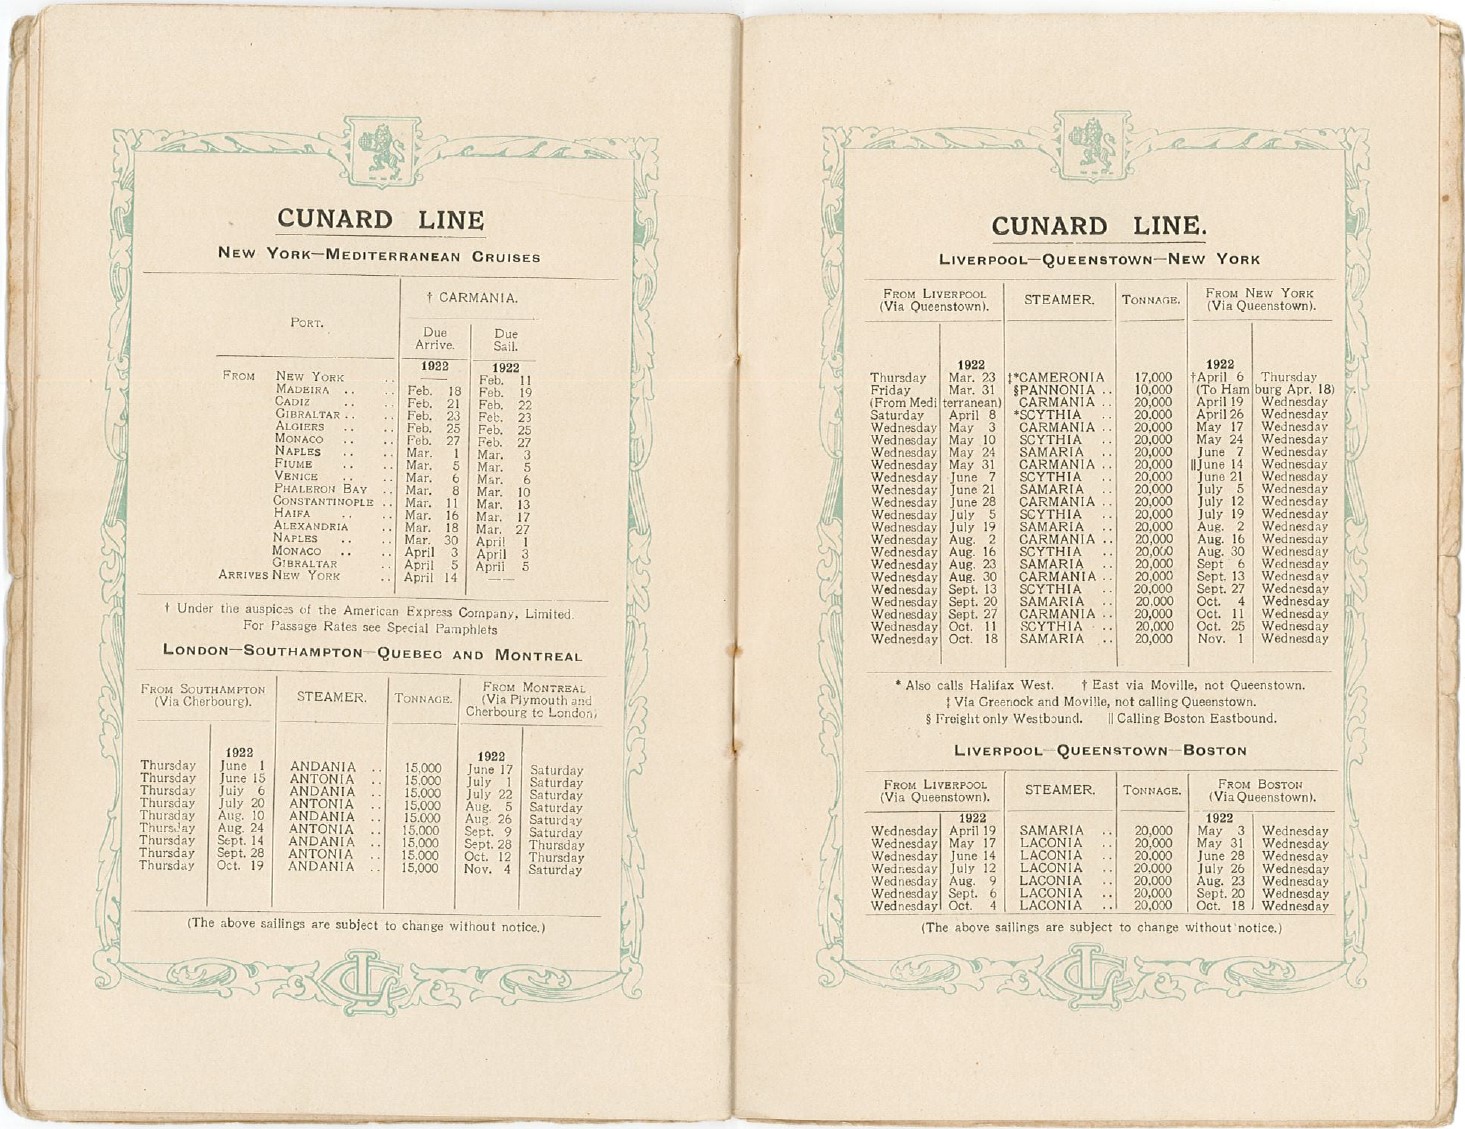 CUNARD LINE
NEW YORK—MEDITERRANEAN CRUISES
PORT. † CARMANIA.
Due Arrive. Due Sail.
1922 1922
FROM NEW YORK .. —— Feb. 11
MADEIRA .. .. Feb. 18 Feb. 19
CADIZ .. .. Feb. 21 Feb. 22
GIBRALTAR .. .. Feb. 23 Feb. 23
ALGIERS .. .. Feb. 25 Feb. 25
MONACO .. .. Feb. 27 Feb. 27
NAPLES .. .. Mar. 1 Mar. 3
FIUME .. .. Mar. 5 Mar. 5
VENICE .. .. Mar. 6 Mar. 6
PHALERON BAY .. Mar. 8 Mar. 10
CONSTANTINOPLE .. Mar. 11 Mar. 13
HAIFA .. .. Mar. 16 Mar. 17
ALEXANDRIA .. Mar. 18 Mar. 27
NAPLES .. .. Mar. 30 April 1
MONACO .. .. April 3 April 3
GIBRALTAR .. April 5 April 5
ARRIVES NEW YORK .. April 14 ——
† Under the auspices of the American Express Company, Limited.
For Passage Rates see Special Pamphlets
LONDON—SOUTHAMPTON—QUEBEC AND MONTREAL
FROM SOUTHAMPTON (Via Cherbourg). STEAMER. TONNAGE. FROM MONTREAL (Via Plymouth and Cherbourg to London)
1922 1922
Thursday June 1 ANDANIA .. 15,000 June 17 Saturday
Thursday June 15 ANTONIA .. 15,000 July 1 Saturday
Thursday July 6 ANDANIA .. 15,000 July 22 Saturday
Thursday July 20 ANTONIA .. 15,000 Aug. 5 Saturday
Thursday Aug. 10 ANDANIA .. 15,000 Aug. 26 Saturday
Thursday Aug. 24 ANTONIA .. 15,000 Sept. 9 Saturday
Thursday Sept. 14 ANDANIA .. 15,000 Sept. 28 Thursday
Thursday Sept. 28 ANTONIA .. 15,000 Oct. 12 Thursday
Thursday Oct. 19 ANDANIA .. 15,000 Nov. 4 Saturday
(The above sailings are subject to change without notice.)
CUNARD LINE.
LIVERPOOL—QUEENSTOWN—NEW YORK
FROM LIVERPOOL (Via Queenstown). STEAMER. TONNAGE. FROM NEW YORK (Via Queenstown).
1922 1922
Thursday Mar. 23 ‡*CAMERONIA 17,000 †April 6 Thursday
Friday Mar. 31 §PANNONIA .. 10,000 (To Hamburg Apr. 18)
(From Mediterranean) CARMANIA .. 20,000 April 19 Wednesday
Saturday April 8 *SCYTHIA .. 20,000 April 26 Wednesday
Wednesday May 3 CARMANIA .. 20,000 May 17 Wednesday
Wednesday May 10 SCYTHIA .. 20,000 May 24 Wednesday
Wednesday May 24 SAMARIA .. 20,000 June 7 Wednesday
Wednesday May 31 CARMANIA .. 20,000 ||June 14 Wednesday
Wednesday June 7 SCYTHIA .. 20,000 June 21 Wednesday
Wednesday June 21 SAMARIA .. 20,000 July 5 Wednesday
Wednesday June 28 CARMANIA .. 20,000 July 12 Wednesday
Wednesday July 5 SCYTHIA .. 20,000 July 19 Wednesday
Wednesday July 19 SAMARIA .. 20,000 Aug. 2 Wednesday
Wednesday Aug. 2 CARMANIA .. 20,000 Aug. 16 Wednesday
Wednesday Aug. 16 SCYTHIA .. 20,000 Aug. 30 Wednesday
Wednesday Aug. 23 SAMARIA .. 20,000 Sept 6 Wednesday
Wednesday Aug. 30 CARMANIA .. 20,000 Sept. 13 Wednesday
Wednesday Sept. 13 SCYTHIA .. 20,000 Sept. 27 Wednesday
Wednesday Sept. 20 SAMARIA .. 20,000 Oct. 4 Wednesday
Wednesday Sept. 27 CARMANIA .. 20,000 Oct. 11 Wednesday
Wednesday Oct. 11 SCYTHIA .. 20,000 Oct. 25 Wednesday
Wednesday Oct. 18 SAMARIA .. 20,000 Nov. 1 Wednesday
* Also calls Halifax West. † East via Moville, not Queenstown.
‡ Via Greenock and Moville, not calling Queenstown.
§ Freight only Westbound. || Calling Boston Eastbound.
LIVERPOOL—QUEENSTOWN—BOSTON
FROM LIVERPOOL (Via Queenstown). STEAMER. TONNAGE. FROM BOSTON (Via Queenstown).
1922 1922
Wednesday April 19 SAMARIA .. 20,000 May 3 Wednesday
Wednesday May 17 LACONIA .. 20,000 May 31 Wednesday
Wednesday June 14 LACONIA .. 20,000 June 28 Wednesday
Wednesday July 12 LACONIA .. 20,000 July 26 Wednesday
Wednesday Aug. 9 LACONIA .. 20,000 Aug. 23 Wednesday
Wednesday Sept. 6 LACONIA .. 20,000 Sept. 20 Wednesday
Wednesday Oct. 4 LACONIA .. 20,000 Oct. 18 Wednesday
(The above sailings are subject to change without notice.)